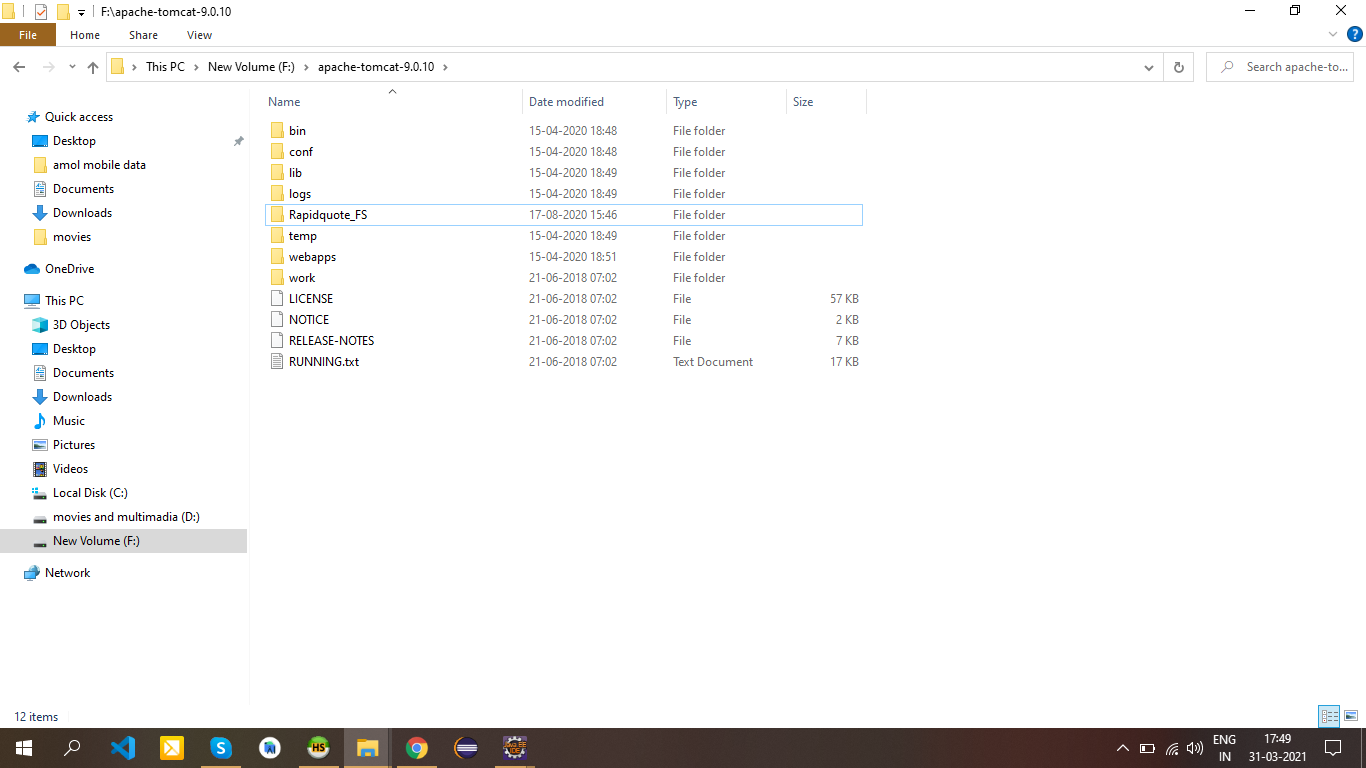 F:\apache-tomcat-9.0.10
File Home Share View
This PC New Volume (F:) apache-tomcat-9.0.10
Search apache-to...
Name Date modified Type Size
Quick access
Desktop
amol mobile data
Documents
Downloads
movies
OneDrive
This PC
3D Objects
Desktop
Documents
Downloads
Music
Pictures
Videos
Local Disk (C:)
movies and multimadia (D:)
New Volume (F:)
Network
bin 15-04-2020 18:48 File folder
conf 15-04-2020 18:48 File folder
lib 15-04-2020 18:49 File folder
logs 15-04-2020 18:49 File folder
Rapidquote_FS 17-08-2020 15:46 File folder
temp 15-04-2020 18:49 File folder
webapps 15-04-2020 18:51 File folder
work 21-06-2018 07:02 File folder
LICENSE 21-06-2018 07:02 File 57 KB
NOTICE 21-06-2018 07:02 File 2 KB
RELEASE-NOTES 21-06-2018 07:02 File 7 KB
RUNNING.txt 21-06-2018 07:02 Text Document 17 KB
12 items
S
HS
JAVA EE
IDE
ENG
IN
17:49
31-03-2021